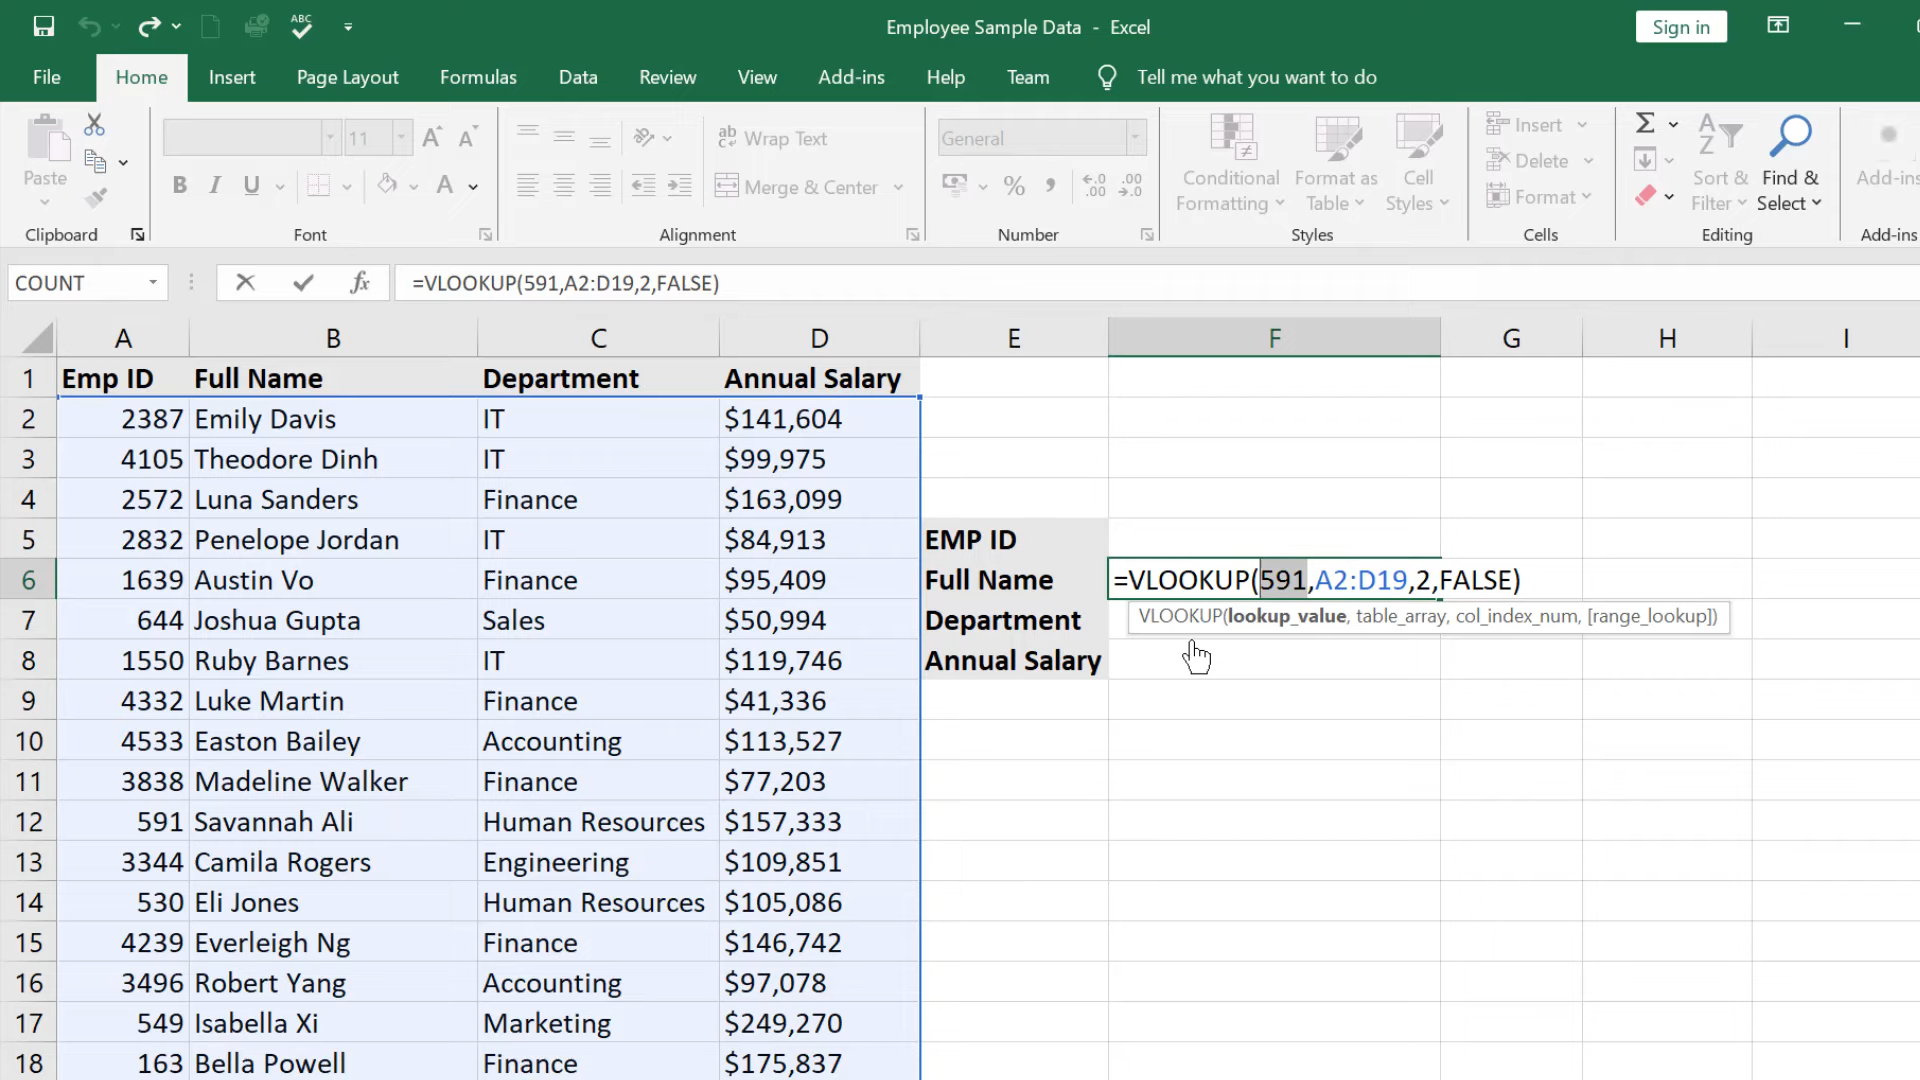 ABC
Employee Sample Data - Excel
Sign in
File Home Insert Page Layout Formulas Data Review View Add-ins Help Team Tell me what you want to do
Paste
11
A A
B I U A
ab Wrap Text
Merge & Center
General
% , .00
Conditional Formatting
Format as Table
Cell Styles
Insert
Delete
Format
Sort & Filter
Find & Select
Add-ins
Clipboard Font Alignment Number Styles Cells Editing Add-ins
COUNT fx =VLOOKUP(591,A2:D19,2,FALSE)
A B C D E F G H I
1 Emp ID Full Name Department Annual Salary
2 2387 Emily Davis IT $141,604
3 4105 Theodore Dinh IT $99,975
4 2572 Luna Sanders Finance $163,099
5 2832 Penelope Jordan IT $84,913 EMP ID
6 1639 Austin Vo Finance $95,409 Full Name =VLOOKUP(591,A2:D19,2,FALSE)
VLOOKUP(lookup_value, table_array, col_index_num, [range_lookup])
7 644 Joshua Gupta Sales $50,994 Department
8 1550 Ruby Barnes IT $119,746 Annual Salary
9 4332 Luke Martin Finance $41,336
10 4533 Easton Bailey Accounting $113,527
11 3838 Madeline Walker Finance $77,203
12 591 Savannah Ali Human Resources $157,333
13 3344 Camila Rogers Engineering $109,851
14 530 Eli Jones Human Resources $105,086
15 4239 Everleigh Ng Finance $146,742
16 3496 Robert Yang Accounting $97,078
17 549 Isabella Xi Marketing $249,270
18 163 Bella Powell Finance $175,837